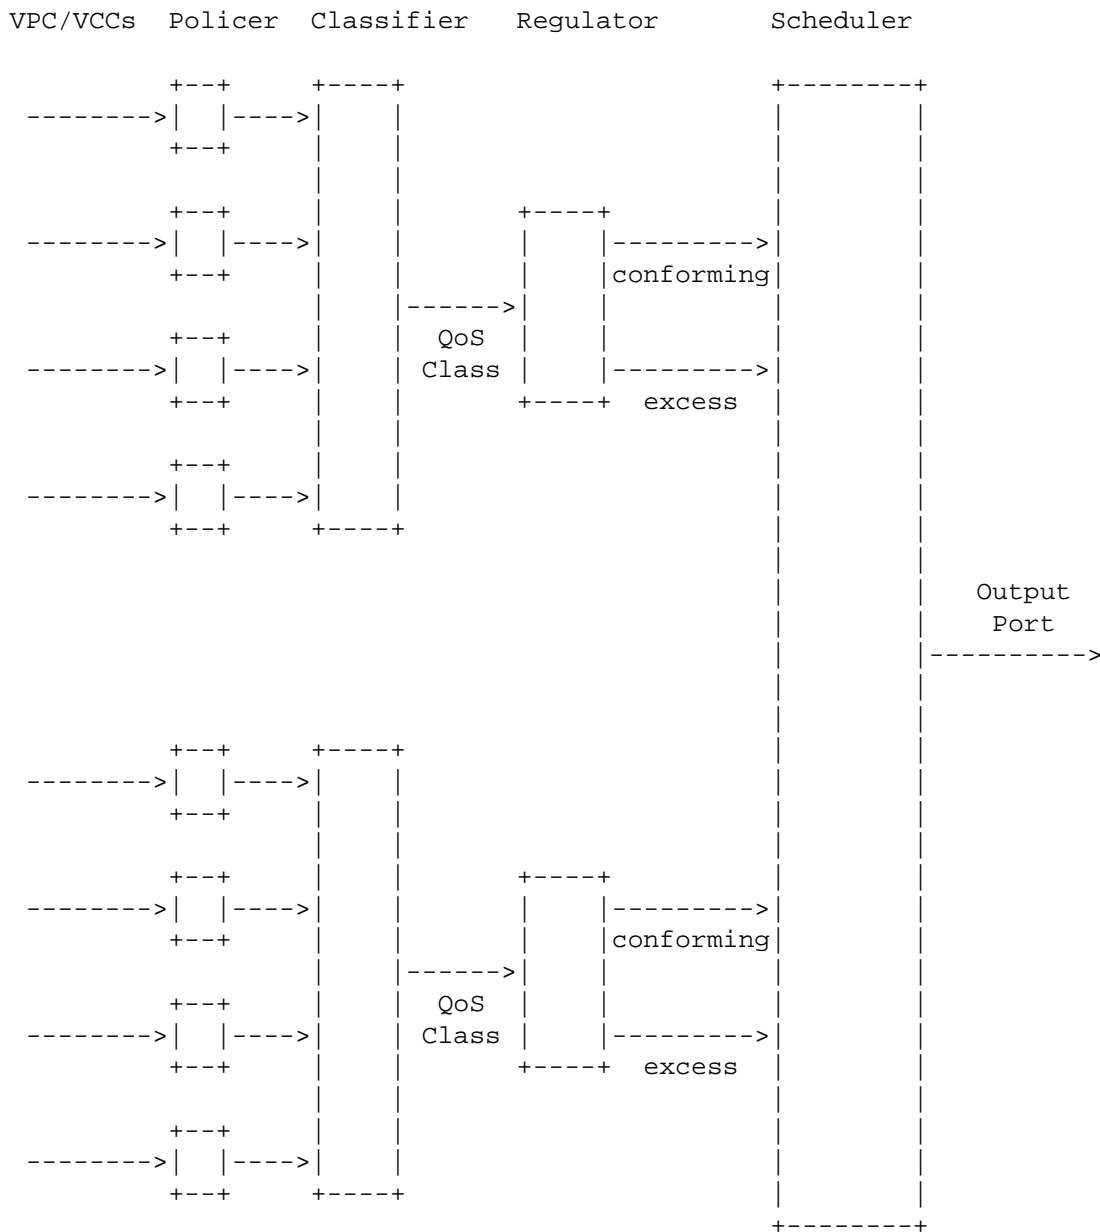 VPC/VCCs Policer Classifier Regulator Scheduler
conforming
QoS
Class
excess
Output
Port
conforming
QoS
Class
excess